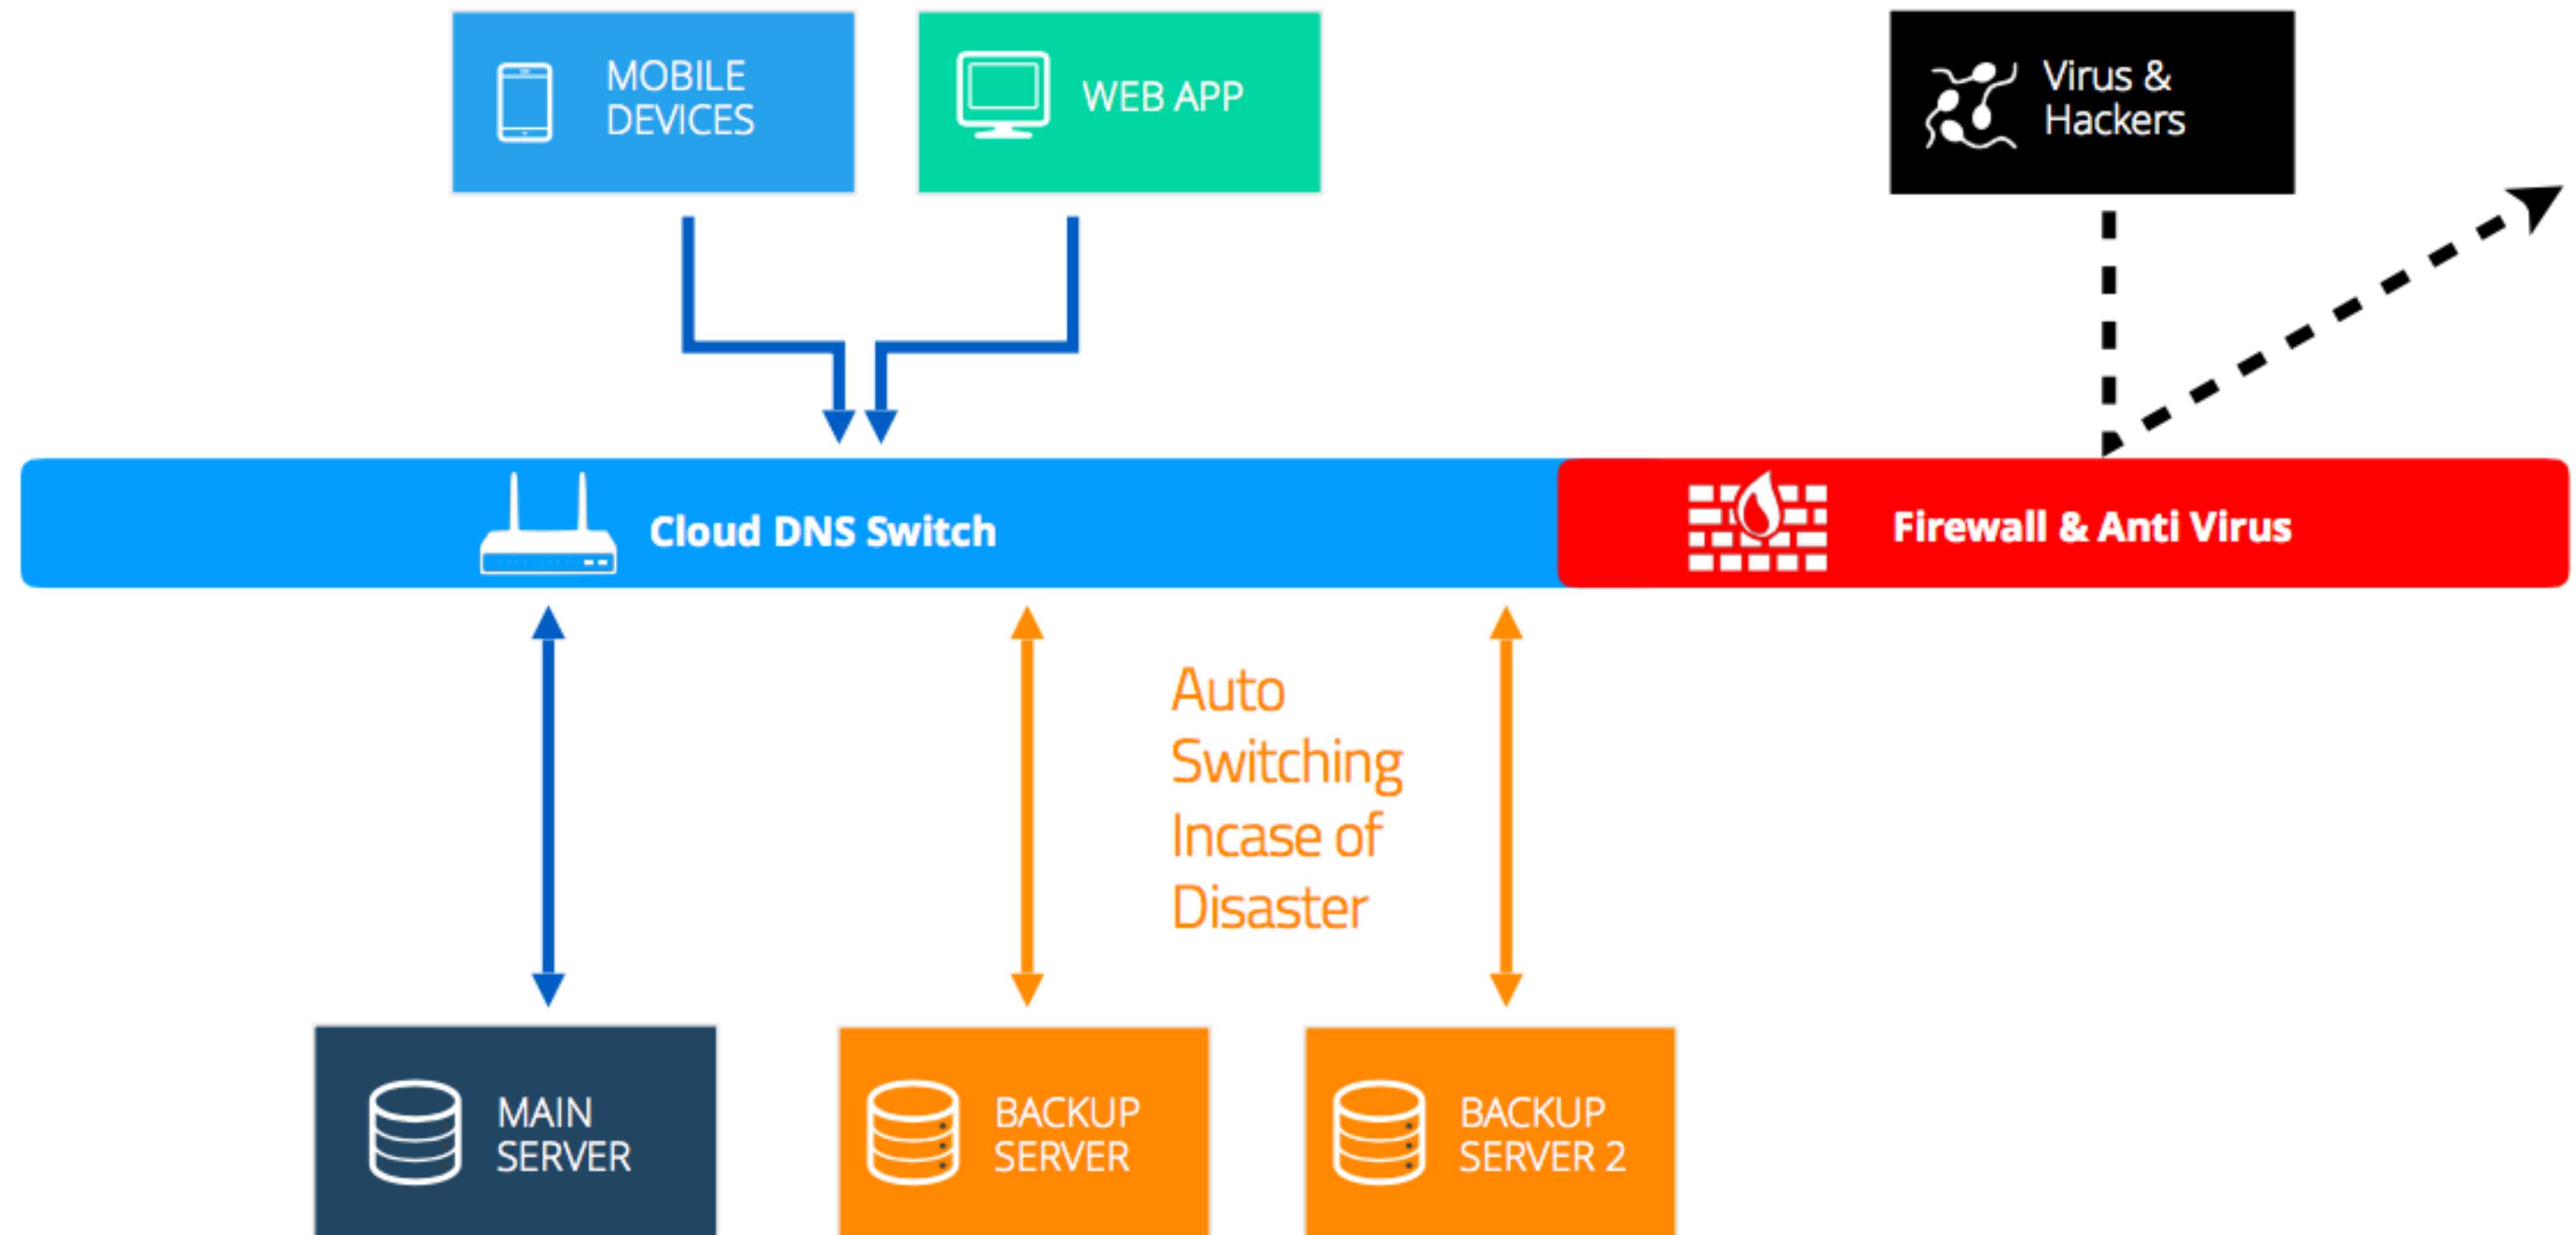 MOBILE
DEVICES
WEB APP
Virus &
Hackers
Cloud DNS Switch
Firewall & Anti Virus
Auto
Switching
Incase of
Disaster
MAIN
SERVER
BACKUP
SERVER
BACKUP
SERVER 2